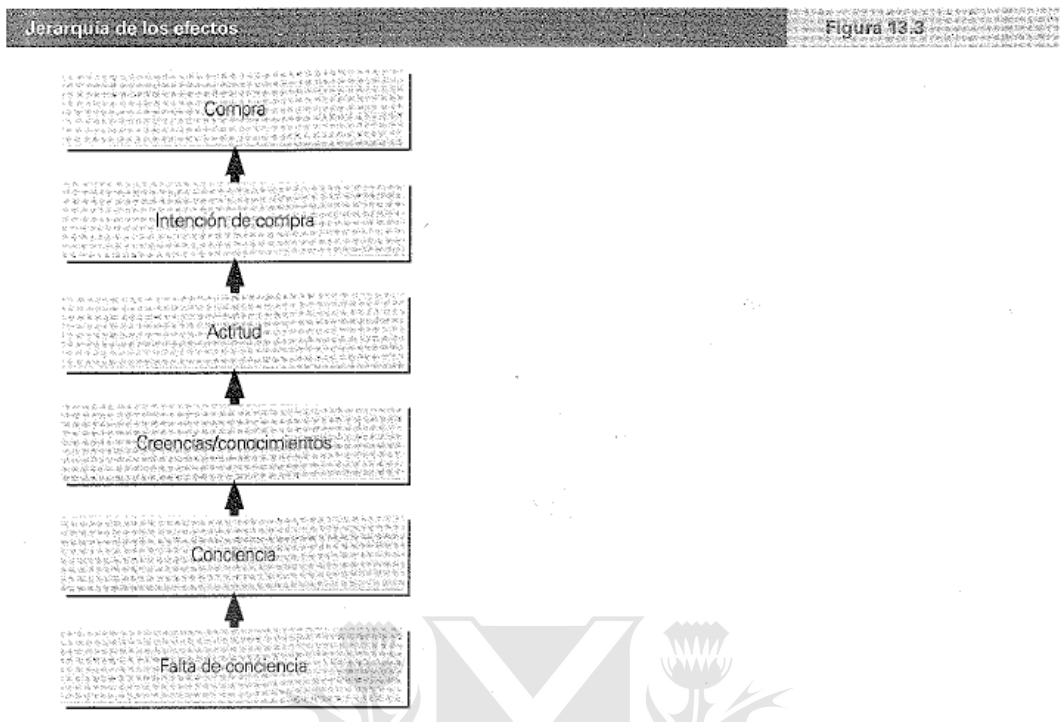 Jerarquía de los efectos
Figura 13.3
Compra
Intención de compra
Actitud
Creencias/conocimientos
Conciencia
Falta de conciencia